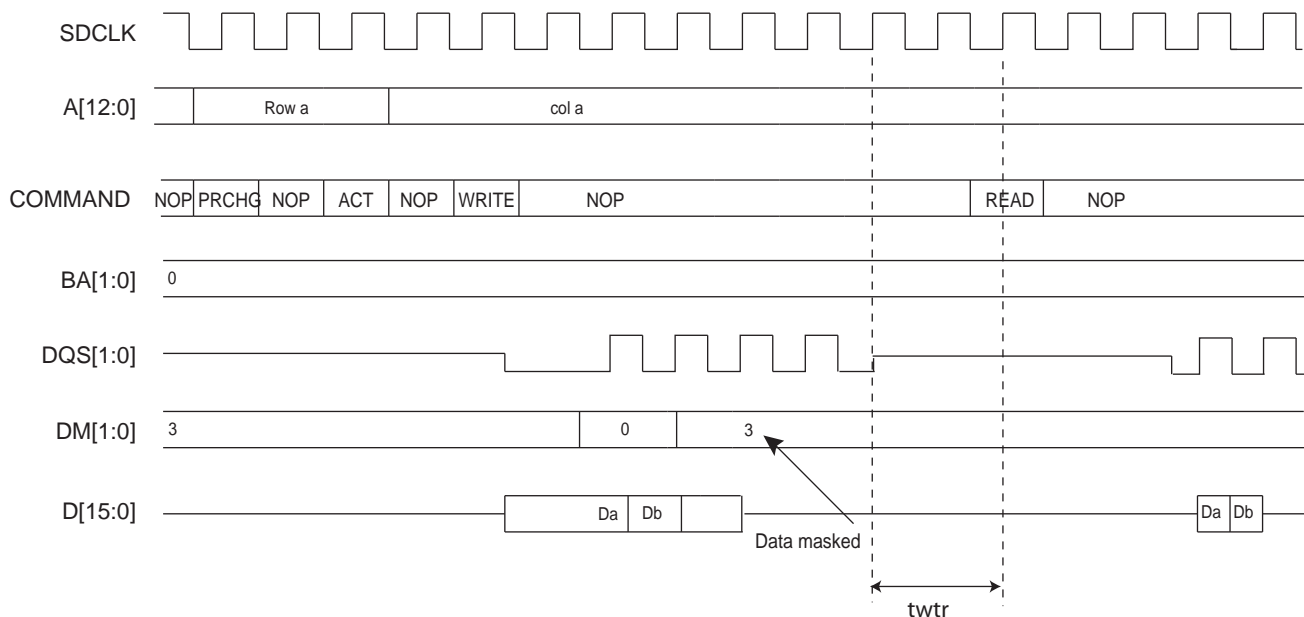 SDCLK
A[12:0] Row a col a
COMMAND NOP PRCHG NOP ACT NOP WRITE NOP READ NOP
BA[1:0] 0
DQS[1:0]
DM[1:0] 3 0 3
D[15:0] Da Db Da Db
Data masked
twtr